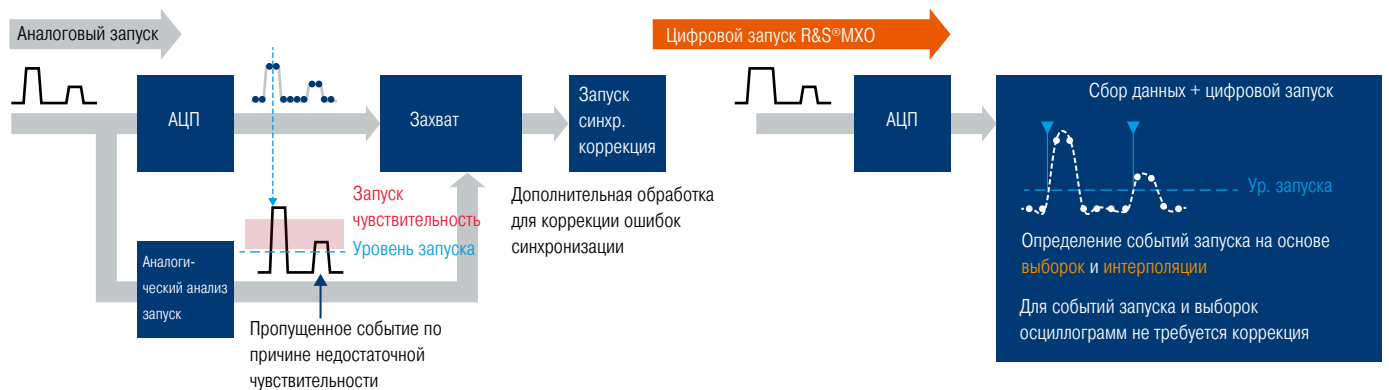 Аналоговый запуск
АЦП
Захват
Запуск
синхр.
коррекция
Запуск
чувствительность
Уровень запуска
Дополнительная обработка
для коррекции ошибок
синхронизации
Аналоги-
ческий анализ
запуск
Пропущенное событие по
причине недостаточной
чувствительности
Цифровой запуск R&S®MXO
АЦП
Сбор данных + цифровой запуск
Ур. запуска
Определение событий запуска на основе
выборок и интерполяции
Для событий запуска и выборок
осциллограмм не требуется коррекция